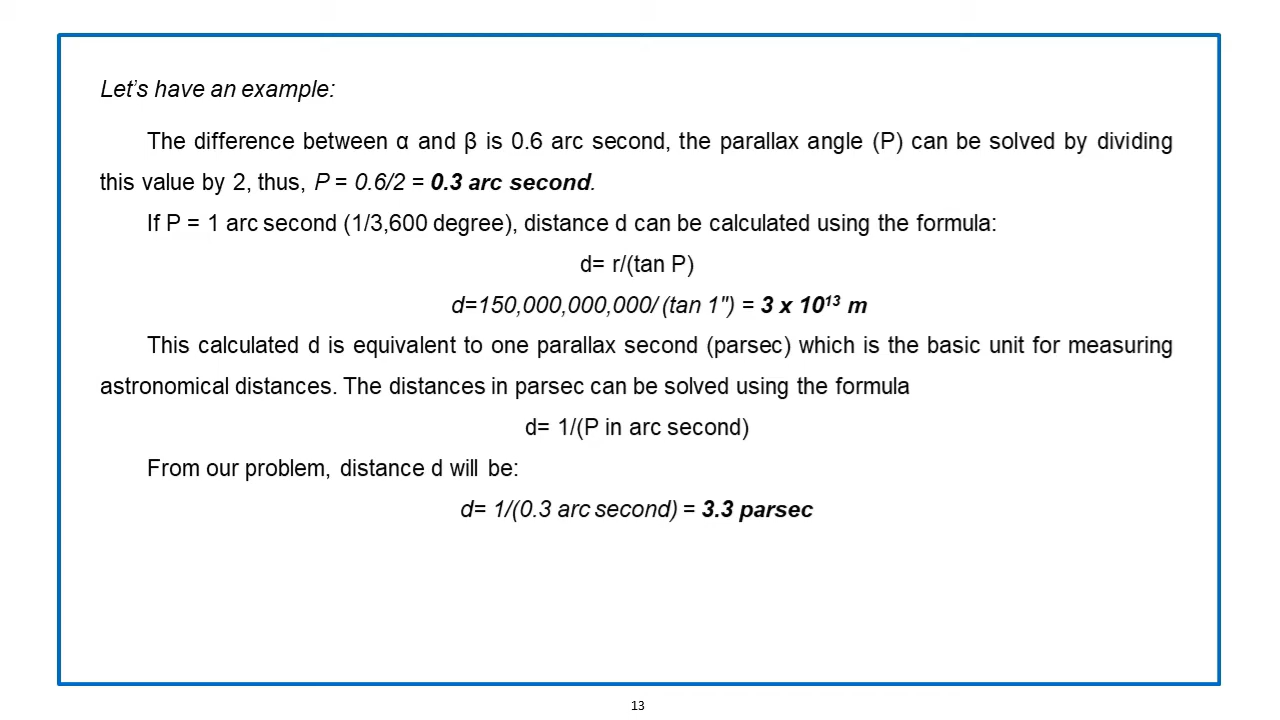 Let’s have an example:
The difference between α and β is 0.6 arc second, the parallax angle (P) can be solved by dividing
this value by 2, thus, P = 0.6/2 = 0.3 arc second.
If P = 1 arc second (1/3,600 degree), distance d can be calculated using the formula:
d= r/(tan P)
d=150,000,000,000/ (tan 1") = 3 x 10¹³ m
This calculated d is equivalent to one parallax second (parsec) which is the basic unit for measuring
astronomical distances. The distances in parsec can be solved using the formula
d= 1/(P in arc second)
From our problem, distance d will be:
d= 1/(0.3 arc second) = 3.3 parsec
13